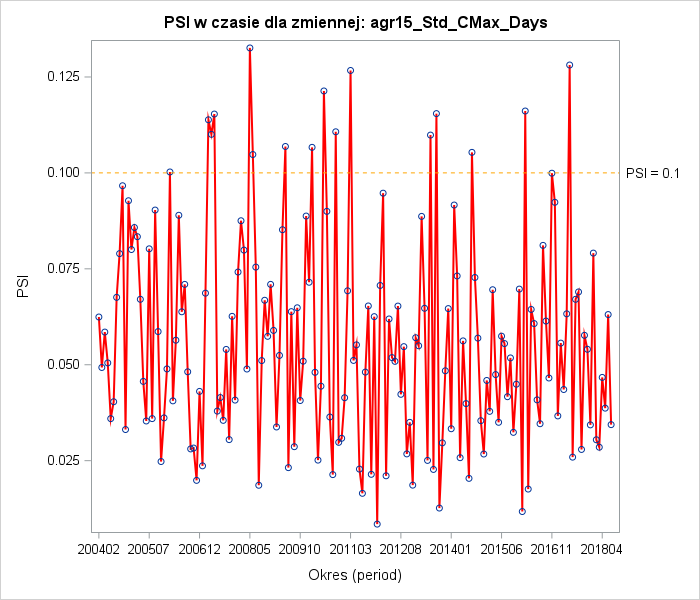 PSI w czasie dla zmiennej: agr15_Std_CMax_Days
0.125
0.100
0.075
0.050
0.025
PSI
PSI = 0.1
200402 200507 200612 200805 200910 201103 201208 201401 201506 201611 201804
Okres (period)